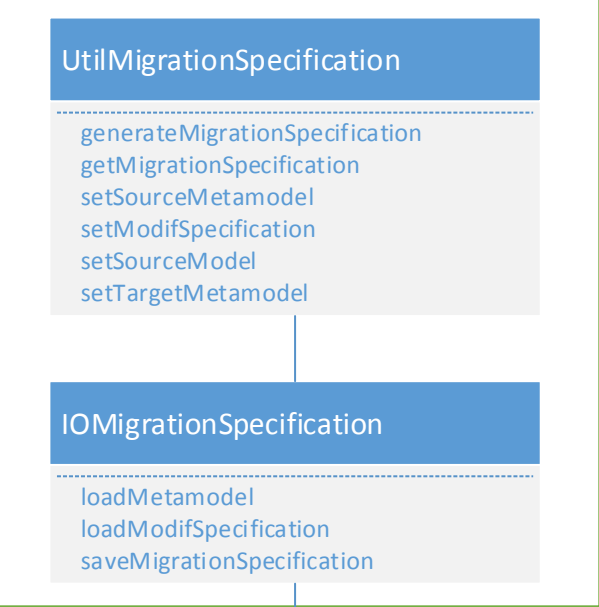 UtilMigrationSpecification
generateMigrationSpecification
getMigrationSpecification
setSourceMetamodel
setModifSpecification
setSourceModel
setTargetMetamodel
IOMigrationSpecification
loadMetamodel
loadModifSpecification
saveMigrationSpecification